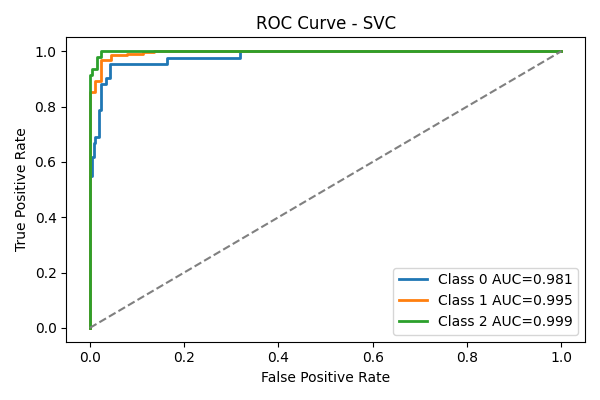 ROC Curve - SVC
True Positive Rate
1.0
0.8
0.6
0.4
0.2
0.0
Class 0 AUC=0.981
Class 1 AUC=0.995
Class 2 AUC=0.999
0.0 0.2 0.4 0.6 0.8 1.0
False Positive Rate